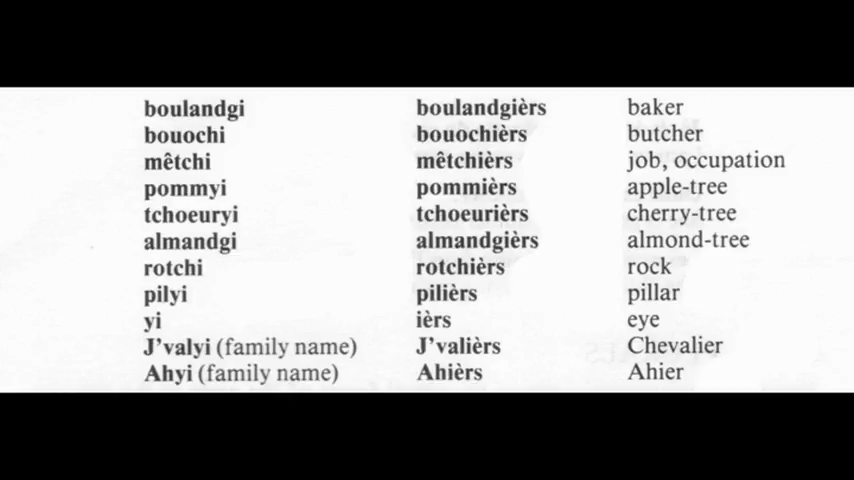 boulandgi boulandgièrs baker
bouochi bouochièrs butcher
mêtchi mêtchièrs job, occupation
pommyi pommièrs apple-tree
tchoeuryi tchoeurièrs cherry-tree
almandgi almandgièrs almond-tree
rotchi rotchièrs rock
pilyi pilièrs pillar
yi ièrs eye
J’valyi (family name) J’valièrs Chevalier
Ahyi (family name) Ahièrs Ahier